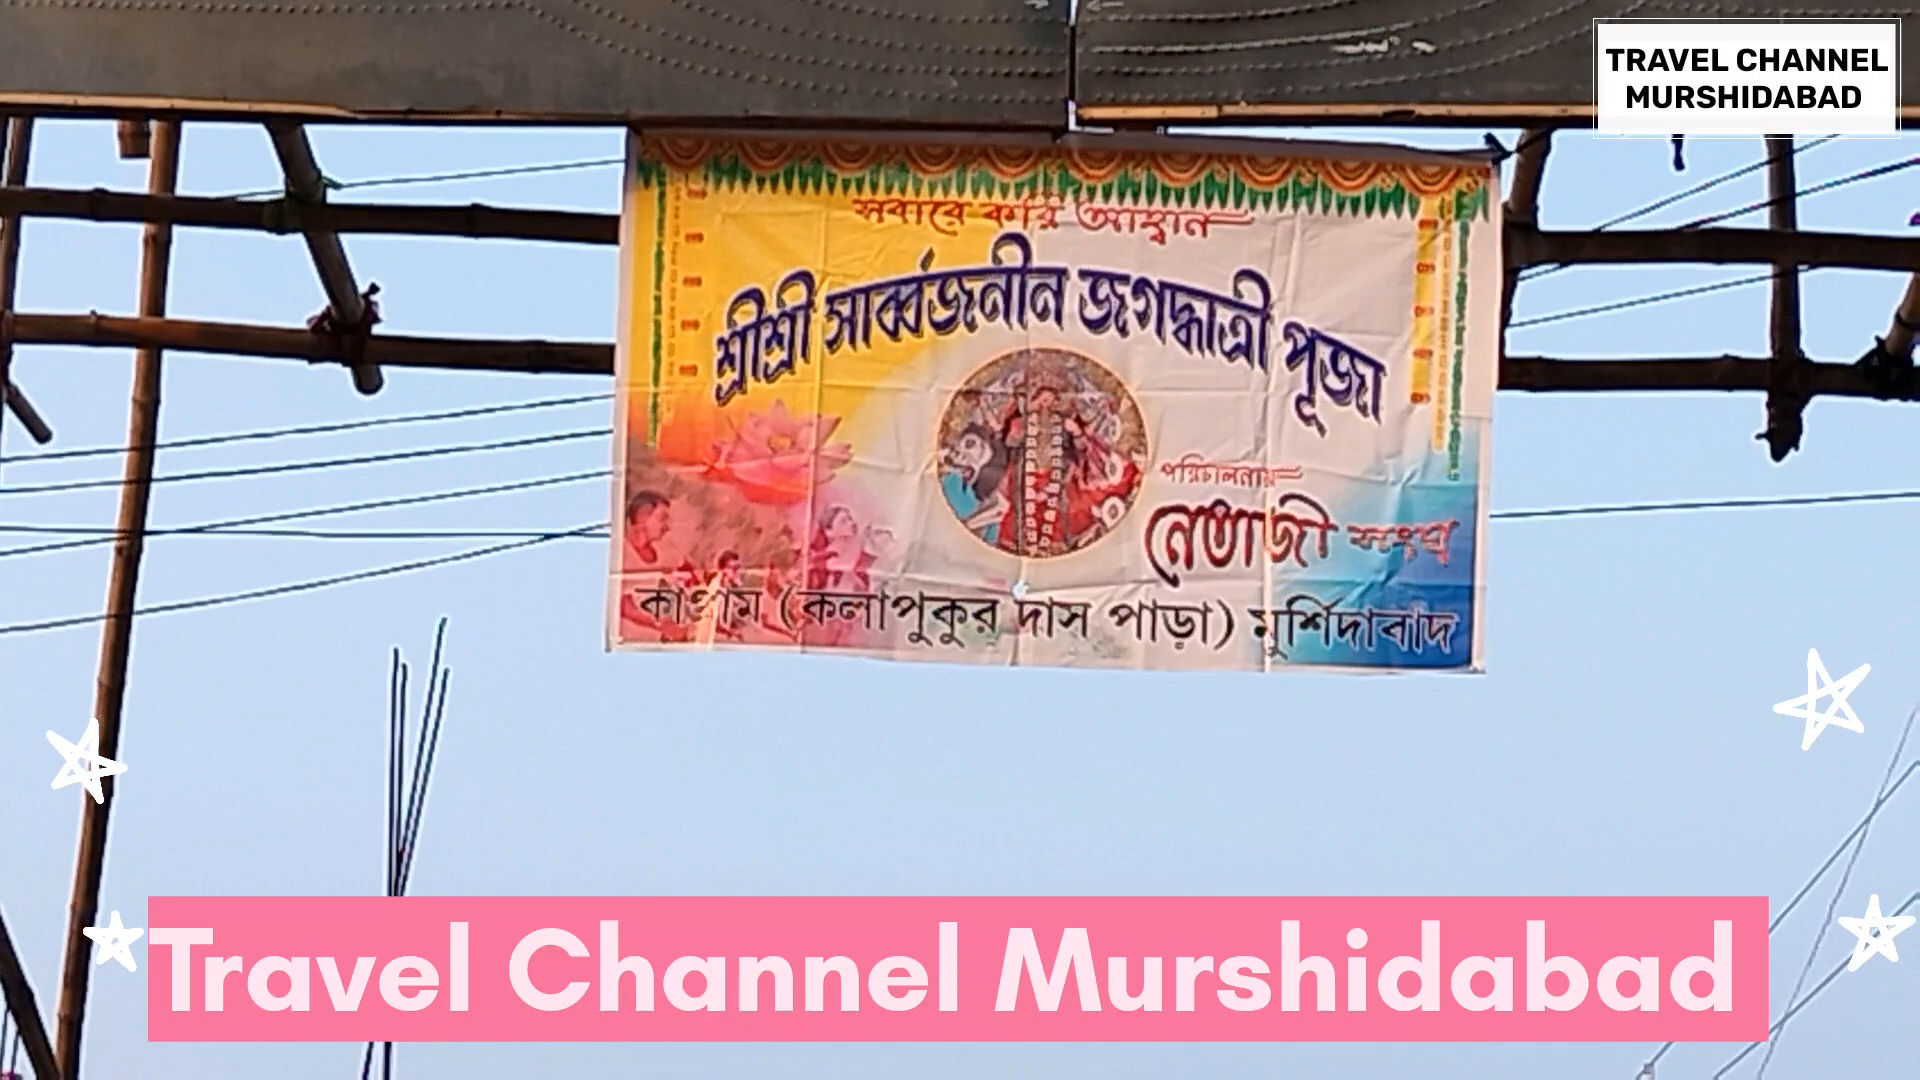 TRAVEL CHANNEL
MURSHIDABAD
সবারে করি আহ্বান
শ্রীশ্রী সার্ব্বজনীন জগদ্ধাত্রী পূজা
পরিচালনায়
নেতাজী সংঘ
কাগ্রাম (কলাপুকুর দাস পাড়া) মুর্শিদাবাদ
Travel Channel Murshidabad